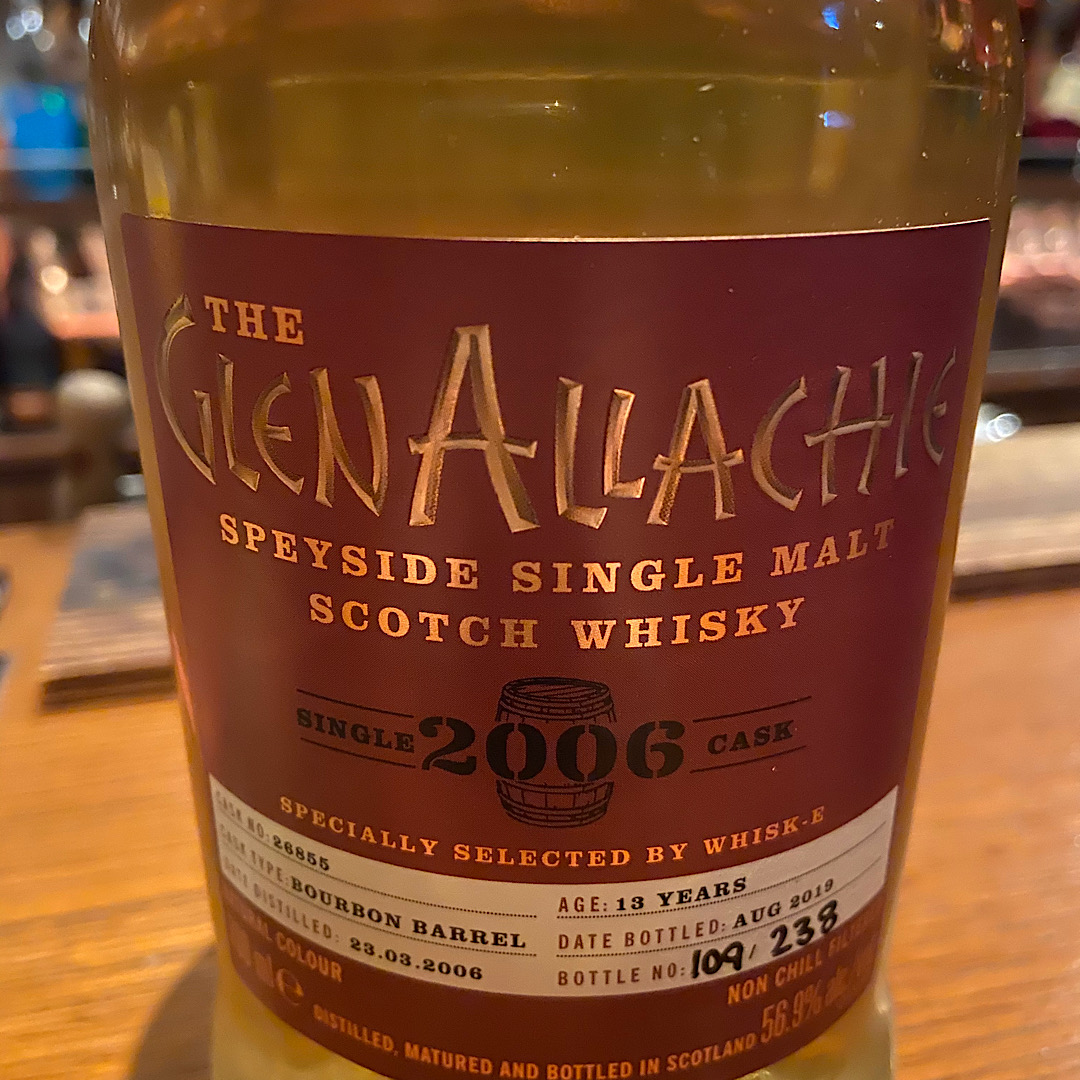 THE
GLENALLACHIE
SPEYSIDE SINGLE MALT
SCOTCH WHISKY
SINGLE 2006 CASK
SPECIALLY SELECTED BY WHISK-E
CASK NO: 26855
CASK TYPE: BOURBON BARREL
DATE DISTILLED: 23.03.2006
AGE: 13 YEARS
DATE BOTTLED: AUG 2019
BOTTLE NO: 109/238
COLOUR
ml e
NON CHILL
56.9%
DISTILLED, MATURED AND BOTTLED IN SCOTLAND